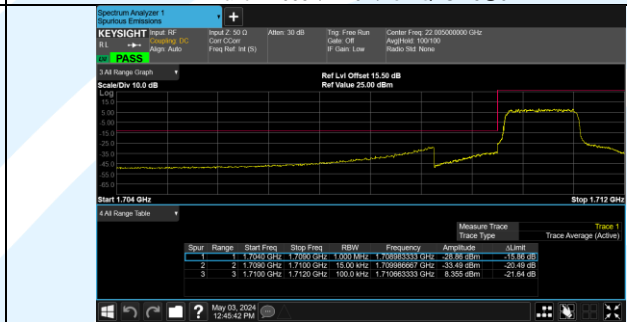 Spectrum Analyzer 1
Spurious Emissions
+
KEYSIGHT Input: RF Input Z: 50 Ω Atten: 30 dB Trig: Free Run Center Freq: 22.005000000 GHz
RL Coupling: DC Corr CCorr Gate: Off Avg|Hold: 100/100
Align: Auto Freq Ref: Int (S) IF Gain: Low Radio Std: None
PASS
3 All Range Graph Ref Lvl Offset 15.50 dB
Scale/Div 10.0 dB Ref Value 25.00 dBm
Log
15.0
5.00
-5.00
-15.0
-25.0
-35.0
-45.0
-55.0
-65.0
Start 1.704 GHz Stop 1.712 GHz
4 All Range Table
Measure Trace Trace 1
Trace Type Trace Average (Active)
Spur Range Start Freq Stop Freq RBW Frequency Amplitude ΔLimit
1 1 1.7040 GHz 1.7090 GHz 1.000 MHz 1.708983333 GHz -28.86 dBm -15.86 dB
2 2 1.7090 GHz 1.7100 GHz 15.00 kHz 1.709986667 GHz -33.49 dBm -20.49 dB
3 3 1.7100 GHz 1.7120 GHz 100.0 kHz 1.710663333 GHz 8.355 dBm -21.64 dB
? May 03, 2024
12:45:42 PM